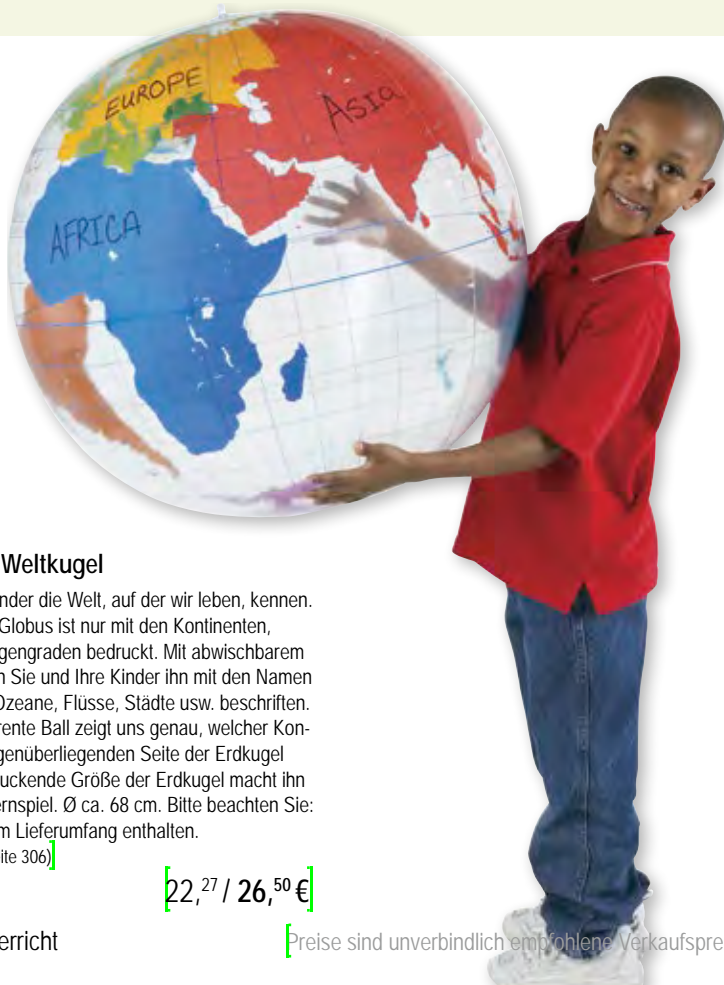 EUROPE
Asia
AFRICA
Weltkugel
nder die Welt, auf der wir leben, kennen.
Globus ist nur mit den Kontinenten,
gengraden bedruckt. Mit abwischbarem
n Sie und Ihre Kinder ihn mit den Namen
Ozeane, Flüsse, Städte usw. beschriften.
rente Ball zeigt uns genau, welcher Kon-
genüberliegenden Seite der Erdkugel
uckende Größe der Erdkugel macht ihn
ernspiel. Ø ca. 68 cm. Bitte beachten Sie:
m Lieferumfang enthalten.
ite 306)
22,27 / 26,50 €
erricht
Preise sind unverbindlich empfohlene Verkaufspre